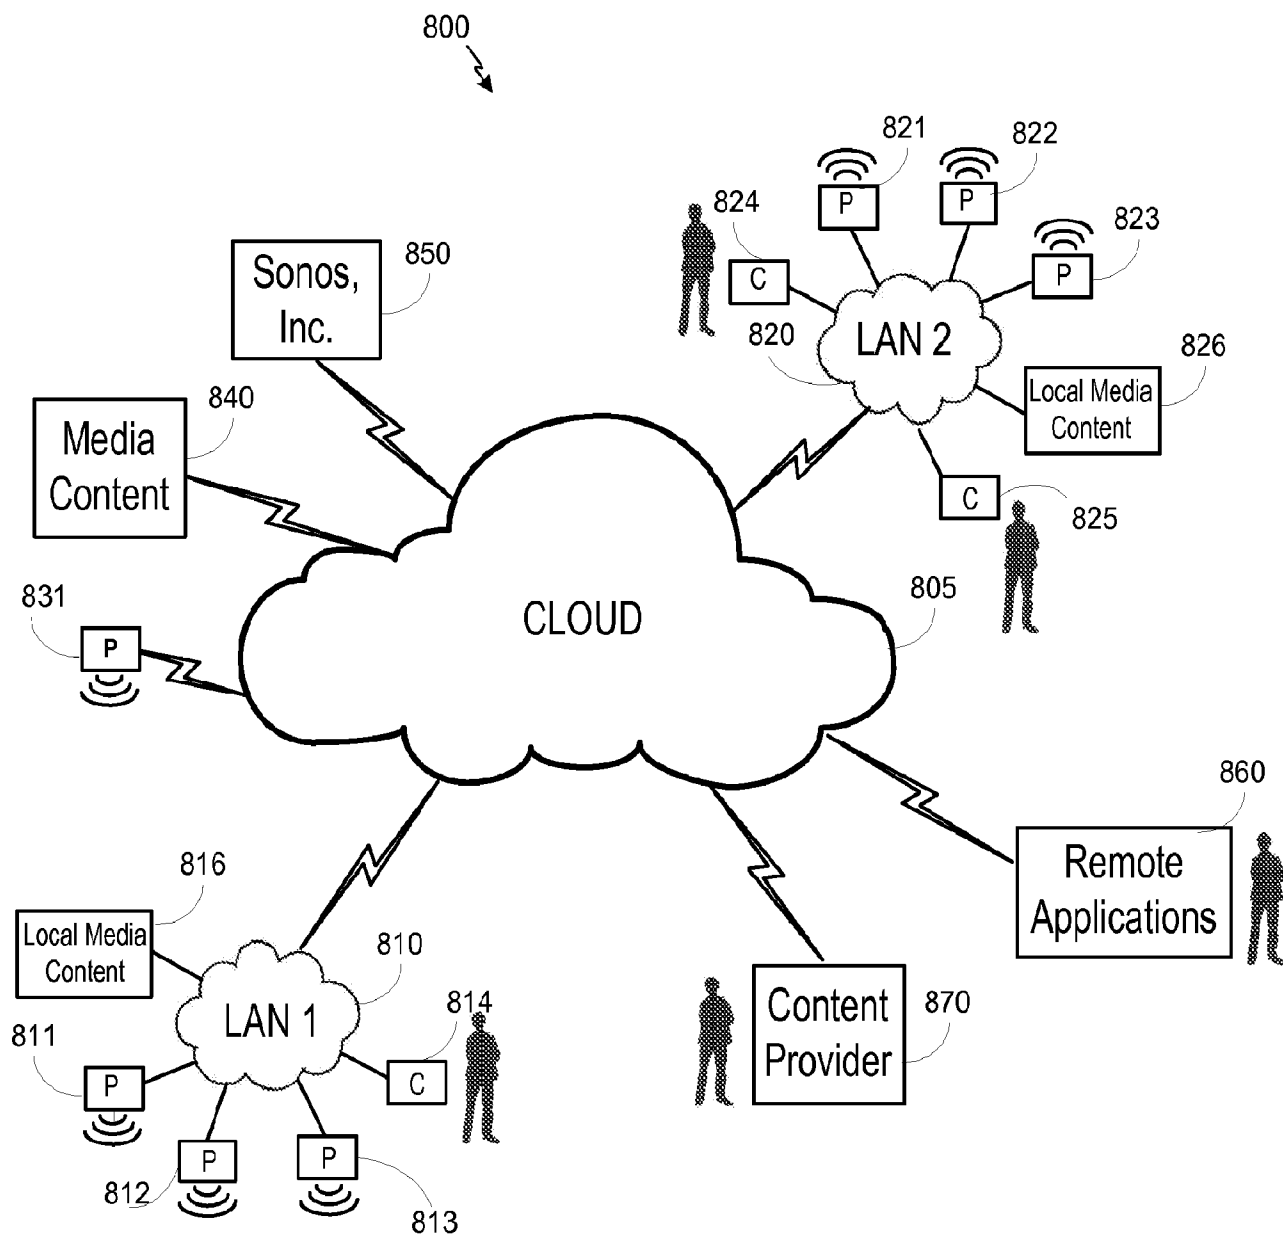 800
821
822
824
P
P
823
850
Sonos,
Inc.
C
P
820
LAN 2
826
840
Local Media
Content
Media
Content
C
825
831
805
P
CLOUD
860
816
Remote
Applications
Local Media
Content
810
814
Content
Provider
870
LAN 1
811
P
C
P
P
812
813